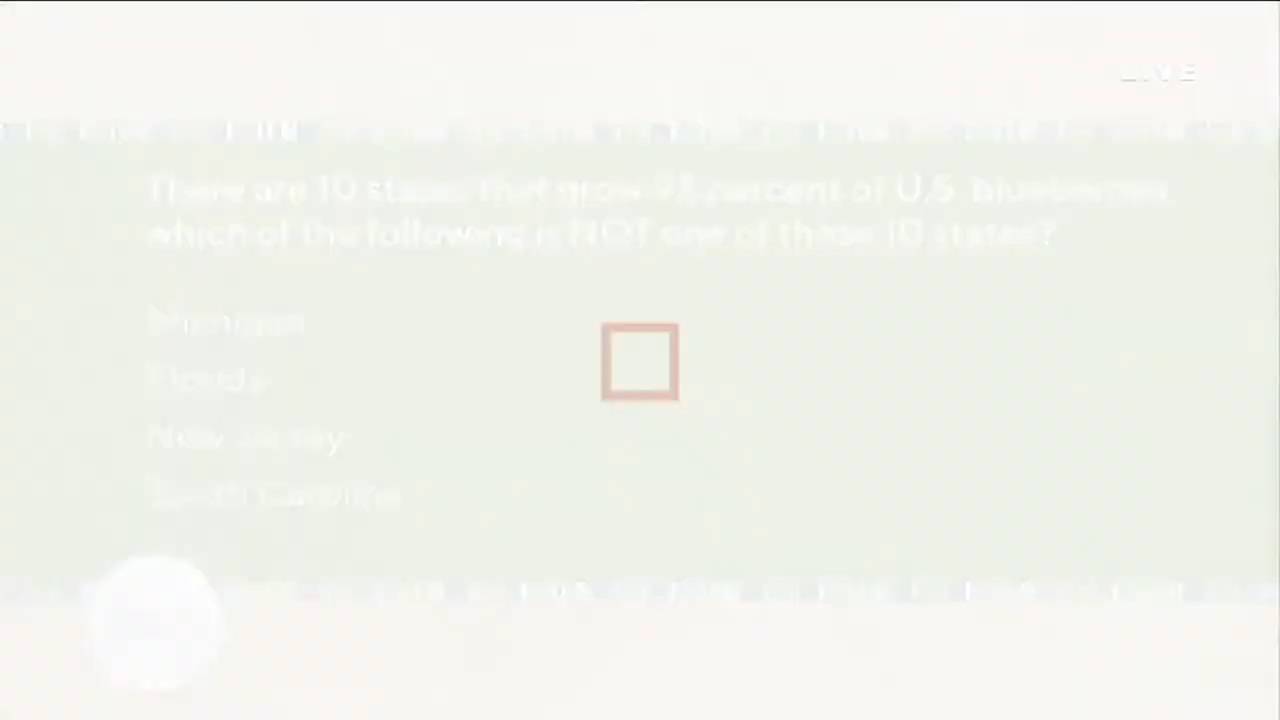 LIVE
There are 10 states that grow 98 percent of U.S. blueberries,
which of the following is NOT one of these 10 states?
Michigan
Florida
New Jersey
South Carolina